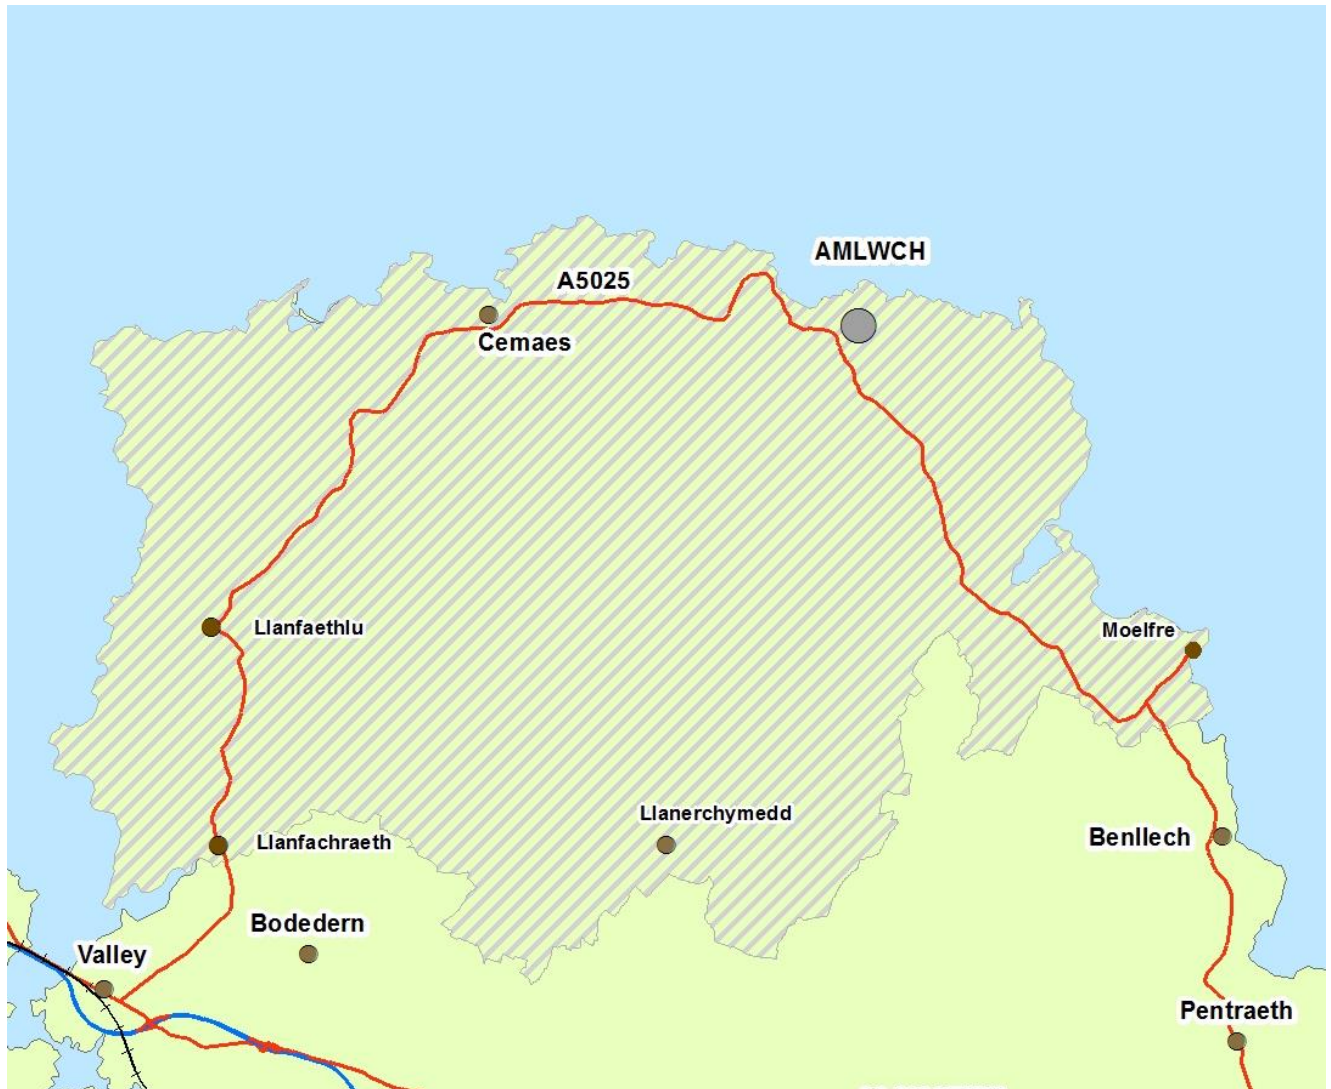 AMLWCH
A5025
Cemaes
Llanfaethlu
Moelfre
Llanerchymedd
Benllech
Llanfachraeth
Bodedern
Valley
Pentraeth